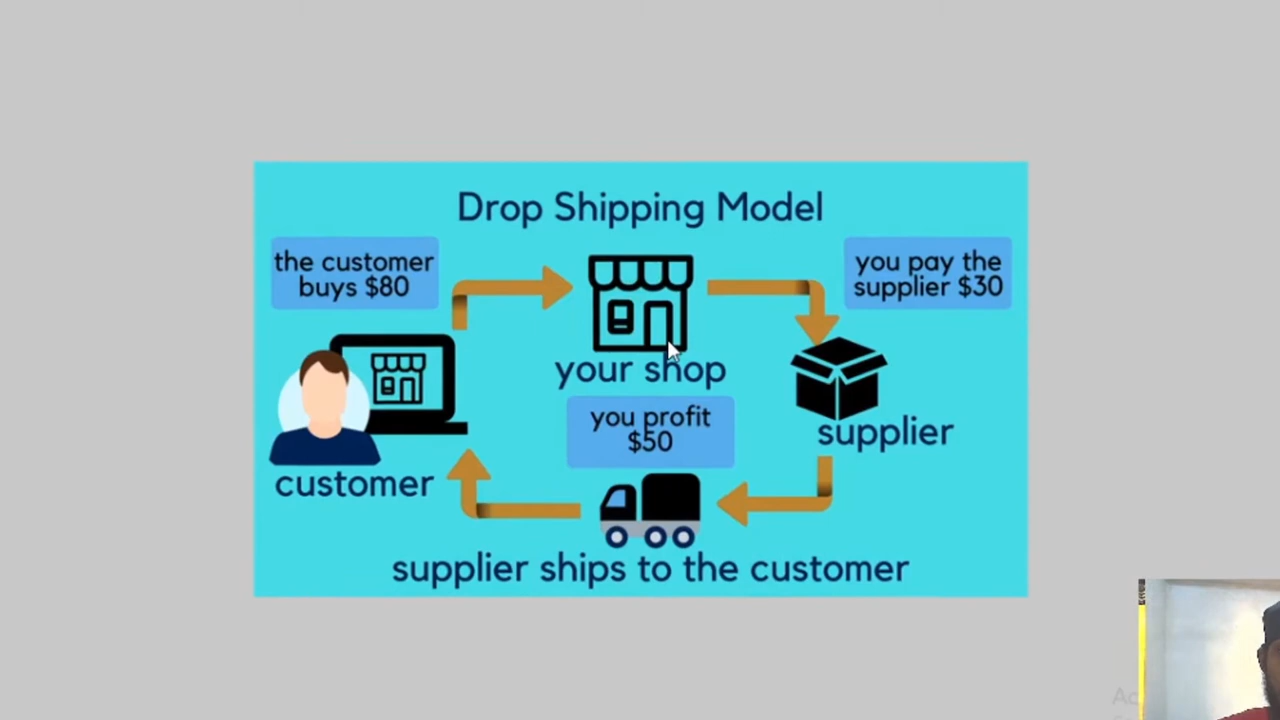 Drop Shipping Model
the customer
buys $80
you pay the
supplier $30
your shop
you profit
$50
supplier
customer
supplier ships to the customer